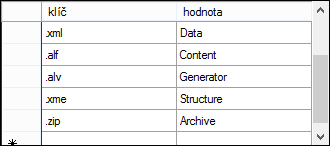 klíč hodnota
.xml Data
.alf Content
.alv Generator
.xme Structure
.zip Archive